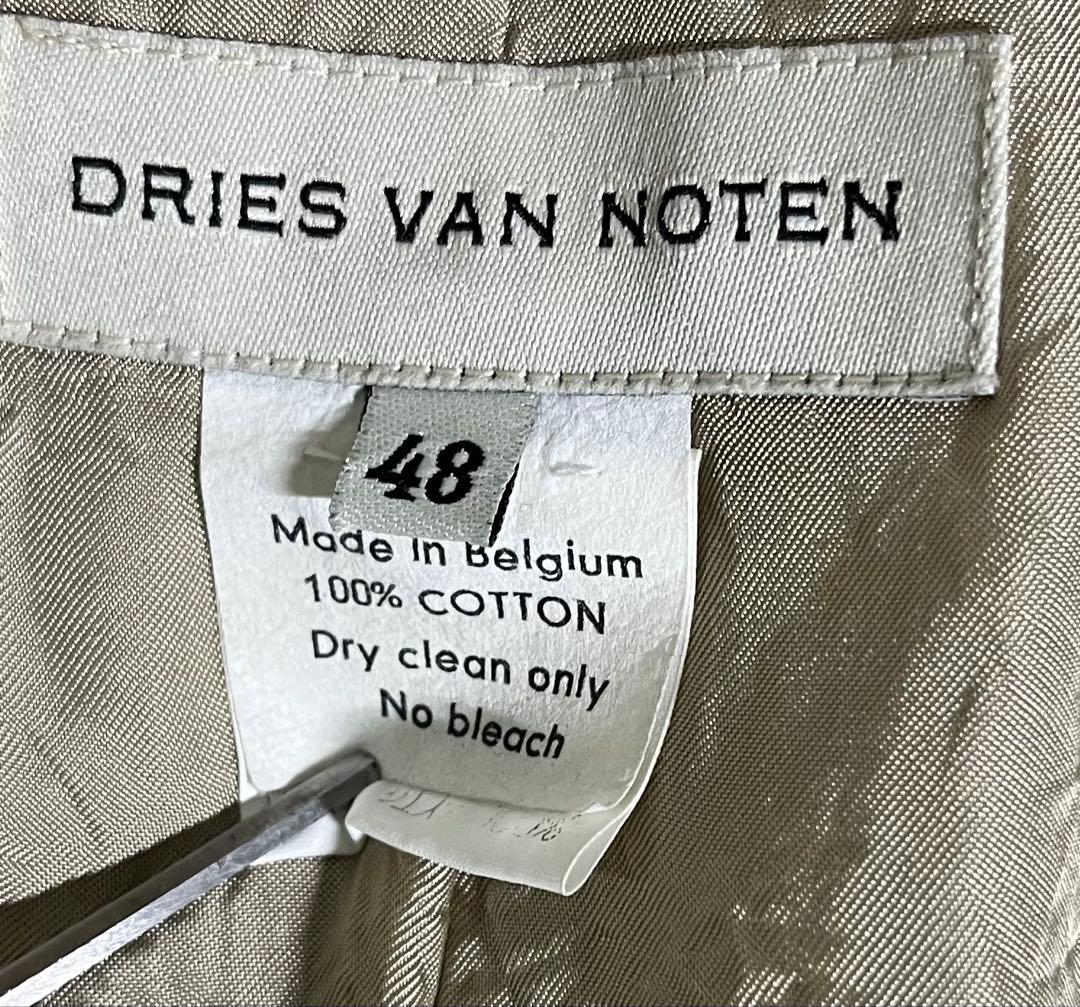 DRIES VAN NOTEN
48
Made in Belgium
100% COTTON
Dry clean only
No bleach